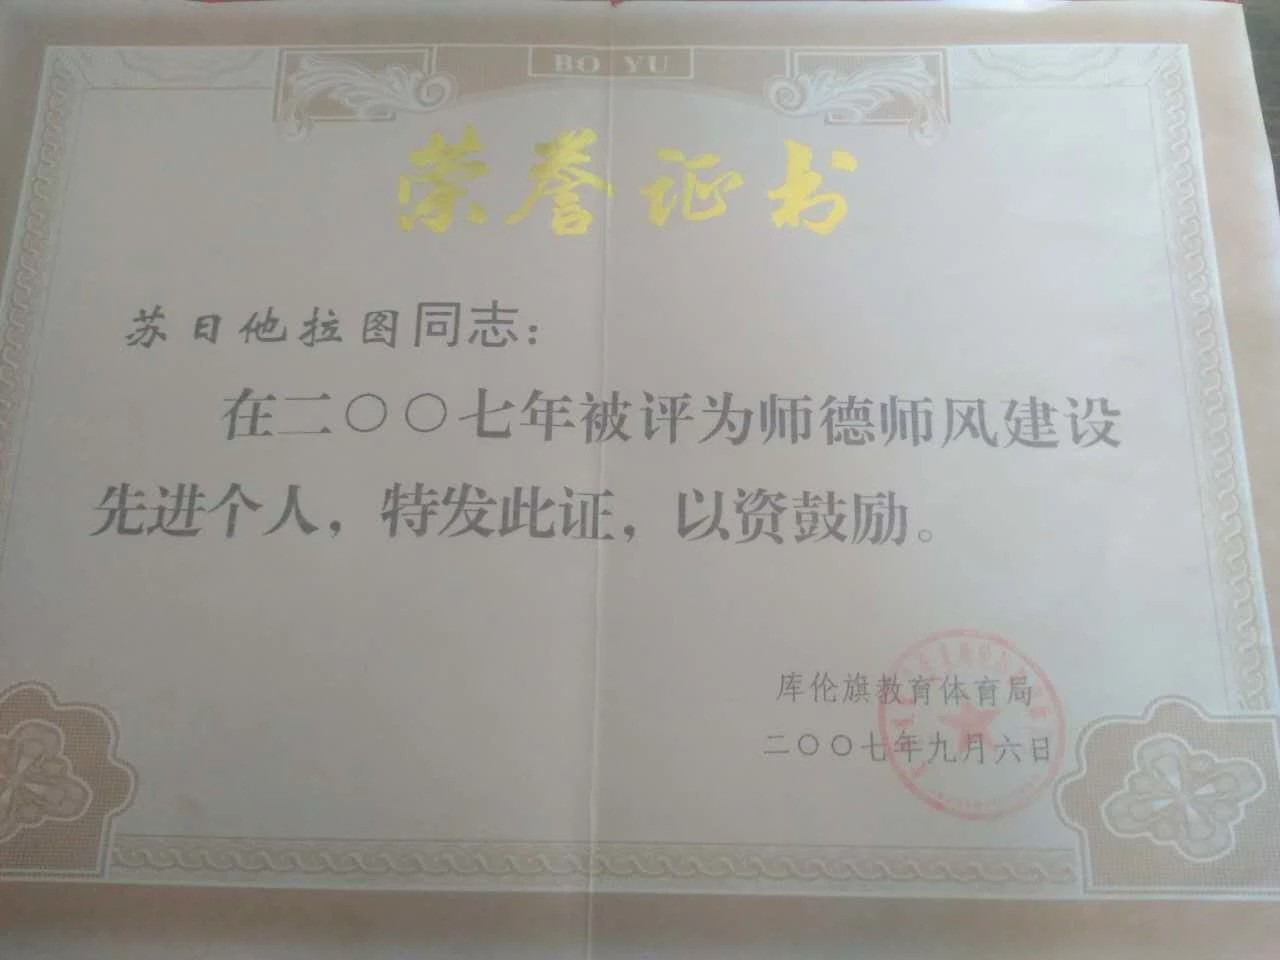 BO YU
荣誉证书
苏日他拉图同志：
在二〇〇七年被评为师德师风建设
先进个人，特发此证，以资鼓励。
库伦旗教育体育局
二〇〇七年九月六日